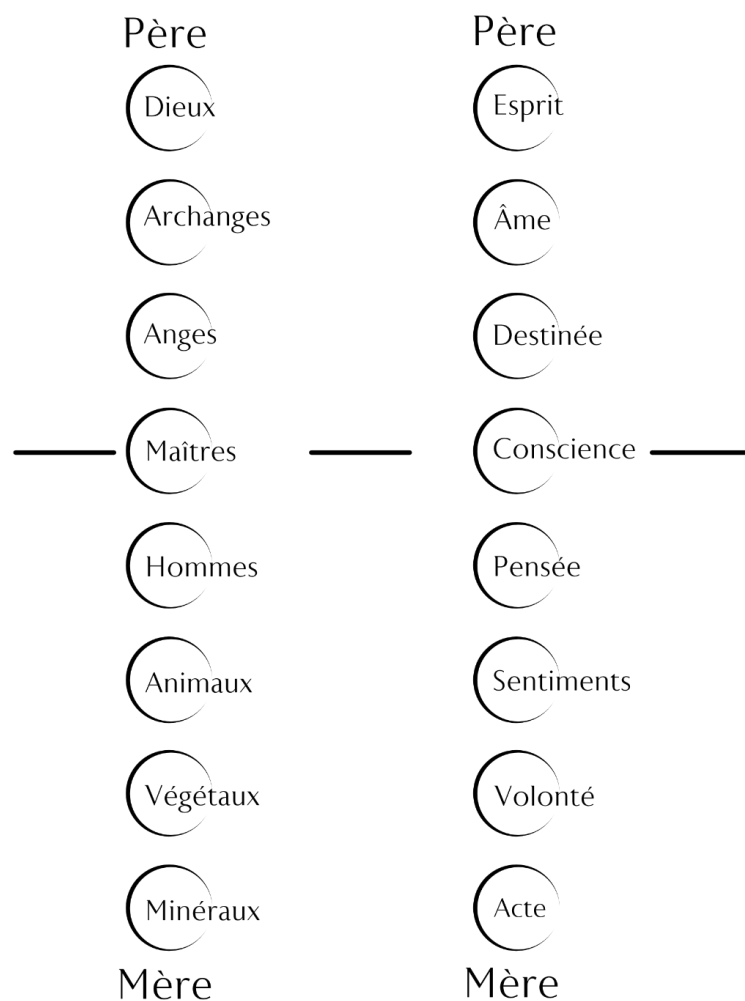 Père
Dieux
Archanges
Anges
Maîtres
Hommes
Animaux
Végétaux
Minéraux
Mère
Père
Esprit
Âme
Destinée
Conscience
Pensée
Sentiments
Volonté
Acte
Mère